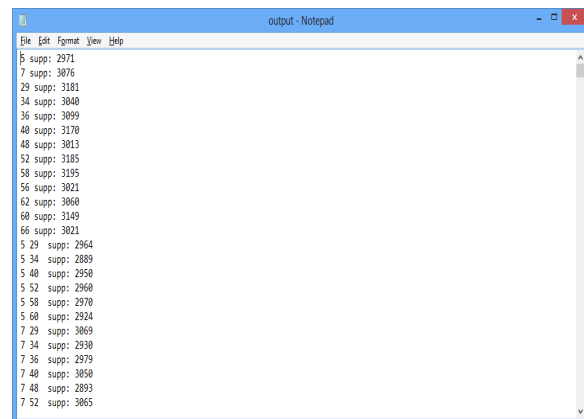 output - Notepad
File Edit Format View Help
5 supp: 2971
7 supp: 3076
29 supp: 3181
34 supp: 3040
36 supp: 3099
40 supp: 3170
48 supp: 3013
52 supp: 3185
58 supp: 3195
56 supp: 3021
62 supp: 3060
60 supp: 3149
66 supp: 3021
5 29  supp: 2964
5 34  supp: 2889
5 40  supp: 2950
5 52  supp: 2960
5 58  supp: 2970
5 60  supp: 2924
7 29  supp: 3069
7 34  supp: 2930
7 36  supp: 2979
7 40  supp: 3050
7 48  supp: 2893
7 52  supp: 3065